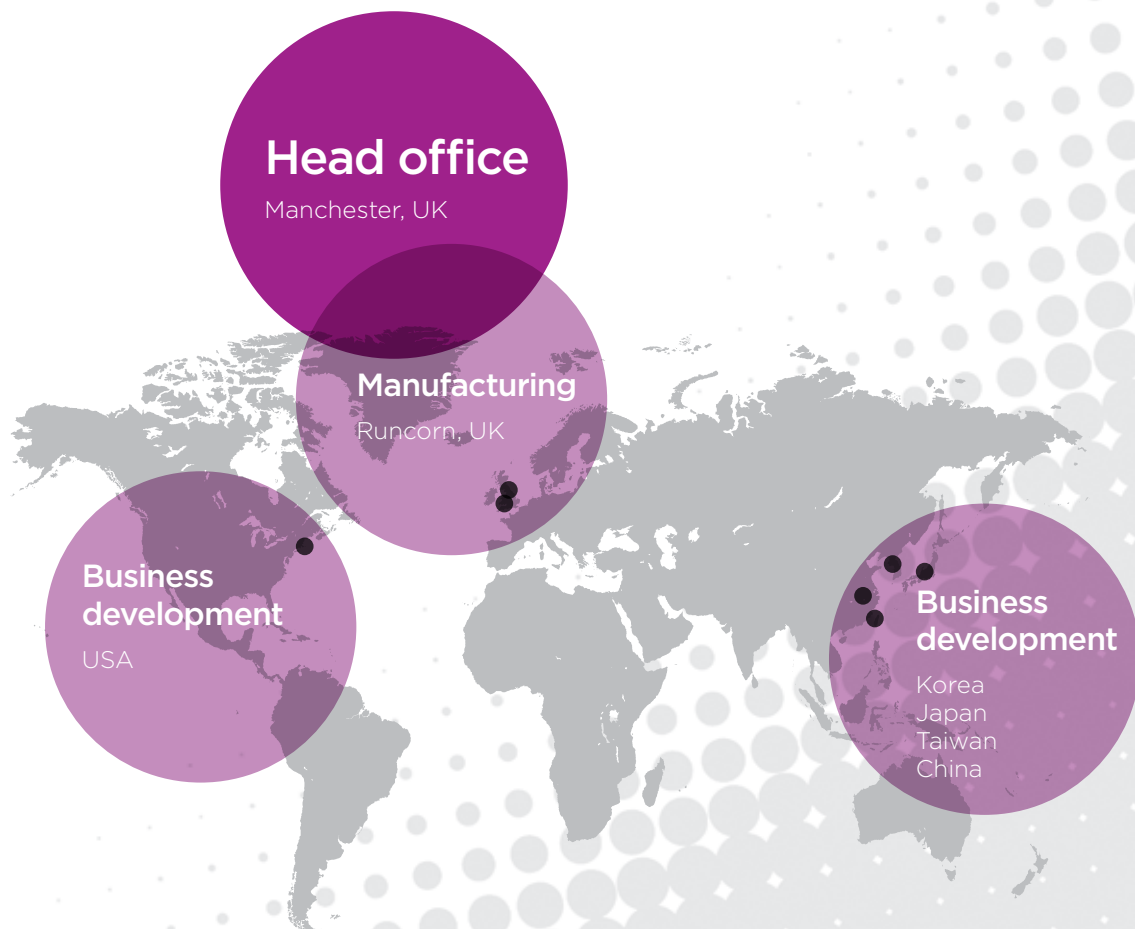 Head office
Manchester, UK
Manufacturing
Runcorn, UK
Business
development
USA
Business
development
Korea
Japan
Taiwan
China